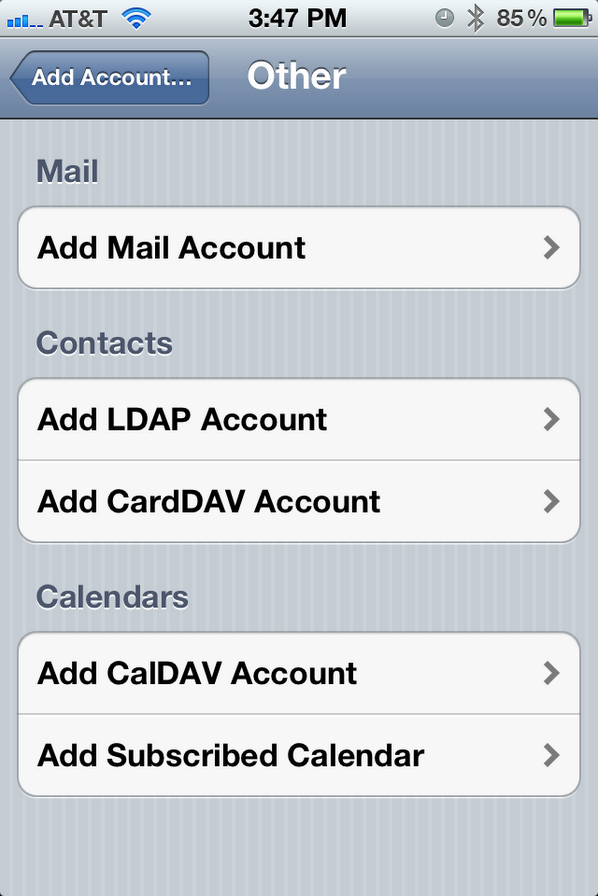 AT&T 3:47 PM 85%
Add Account... Other
Mail
Add Mail Account
Contacts
Add LDAP Account
Add CardDAV Account
Calendars
Add CalDAV Account
Add Subscribed Calendar